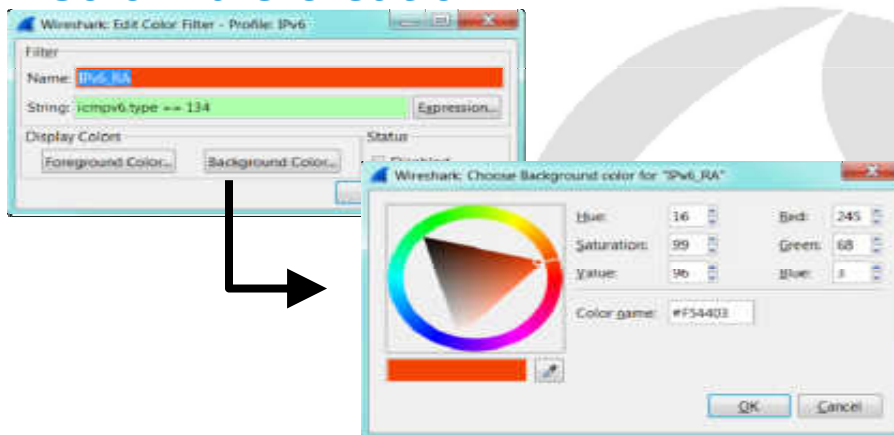 Wireshark: Edit Color Filter - Profile: IPv6
Filter
Name: IPv6_RA
String: icmpv6.type == 134 Expression...
Display Colors Status
Foreground Color... Background Color...
Wireshark: Choose Background color for "IPv6_RA"
Hue: 16 Red: 245
Saturation: 99 Green: 68
Value: 96 Blue: 3
Color name: #F54403
OK Cancel